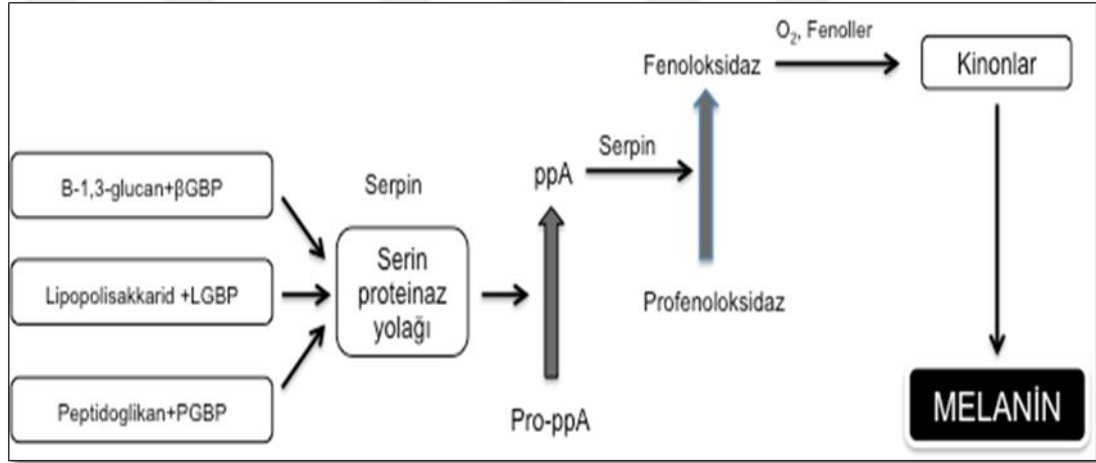 B-1,3-glucan+βGBP
Lipopolisakkarid +LGBP
Peptidoglikan+PGBP
Serpin
Serin
proteinaz
yolağı
ppA
Pro-ppA
Serpin
Fenoloksidaz
Profenoloksidaz
O₂, Fenoller
Kinonlar
MELANİN